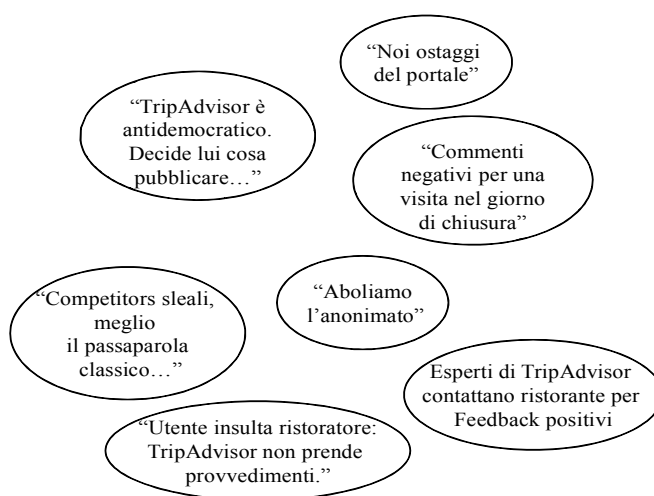 “Noi ostaggi
del portale”
“TripAdvisor è
antidemocratico.
Decide lui cosa
pubblicare…”
“Commenti
negativi per una
visita nel giorno
di chiusura”
“Competitors sleali,
meglio
il passaparola
classico…”
“Aboliamo
l’anonimato”
Esperti di TripAdvisor
contattano ristorante per
Feedback positivi
“Utente insulta ristoratore:
TripAdvisor non prende
provvedimenti.”